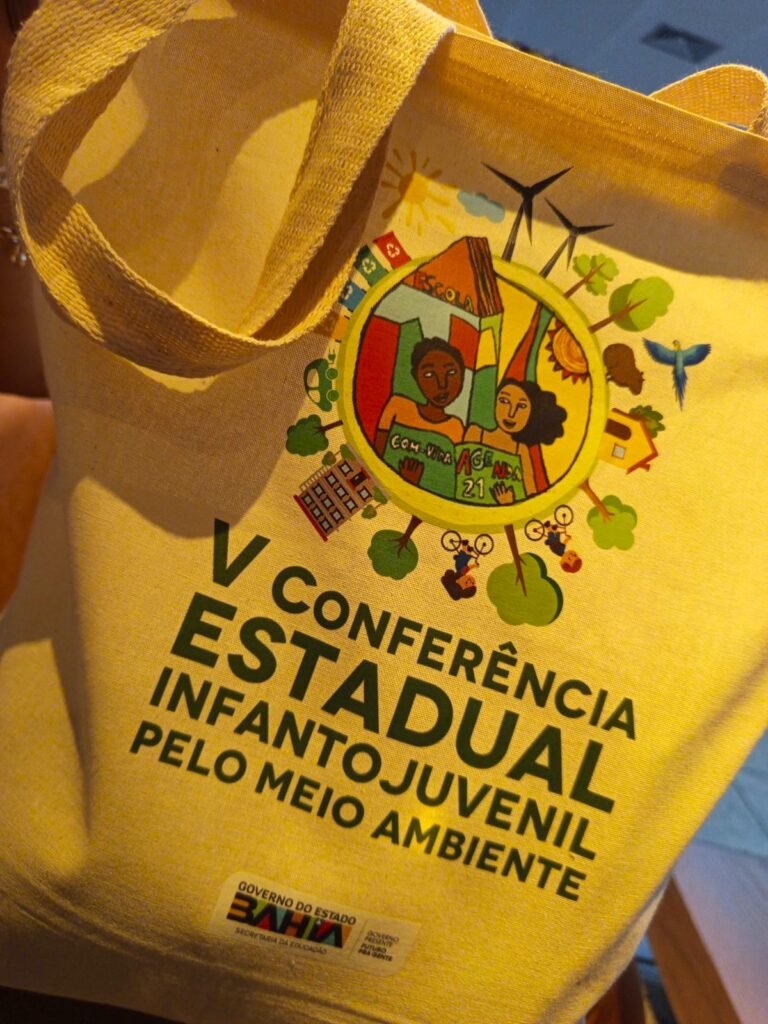 ESCOLA
COM-VIDA
AGENDA
21
V CONFERÊNCIA
ESTADUAL
INFANTOJUVENIL
PELO MEIO AMBIENTE
GOVERNO DO ESTADO
BAHIA
SECRETARIA DA EDUCAÇÃO
GOVERNO
PRESENTE
FUTURO
PRA GENTE